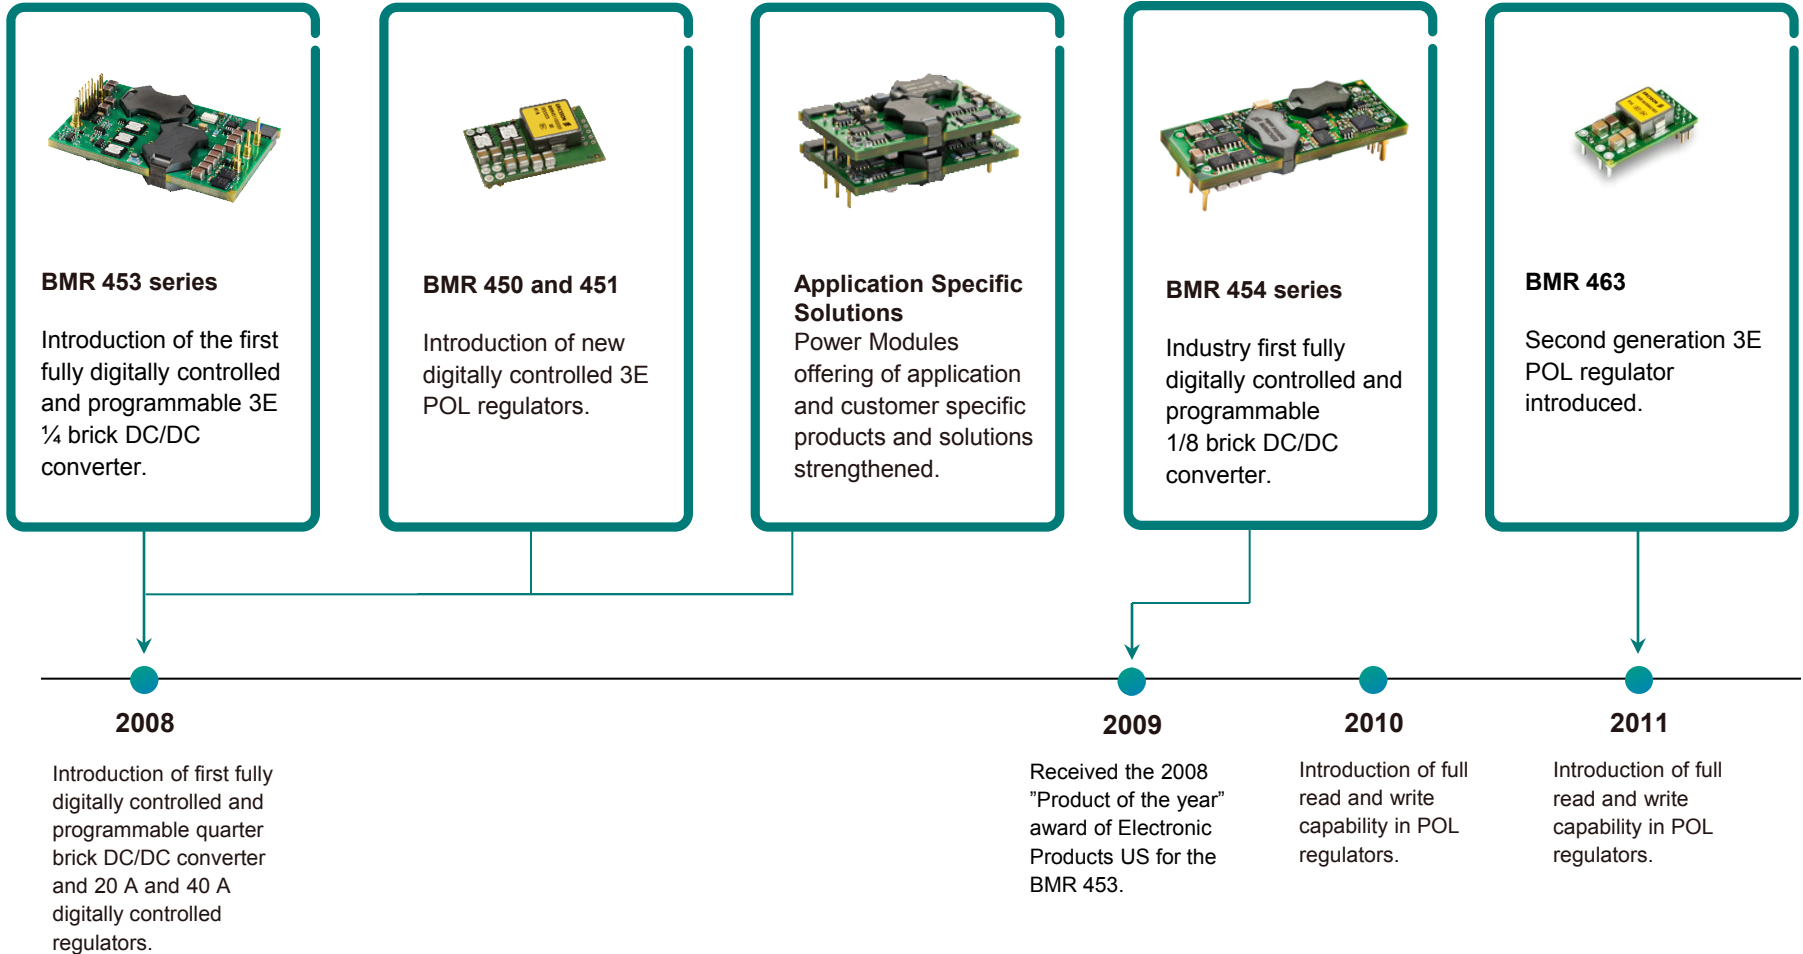 BMR 453 series
Introduction of the first
fully digitally controlled
and programmable 3E
¼ brick DC/DC
converter.
BMR 450 and 451
Introduction of new
digitally controlled 3E
POL regulators.
Application Specific
Solutions
Power Modules
offering of application
and customer specific
products and solutions
strengthened.
BMR 454 series
Industry first fully
digitally controlled and
programmable
1/8 brick DC/DC
converter.
BMR 463
Second generation 3E
POL regulator
introduced.
2008
Introduction of first fully
digitally controlled and
programmable quarter
brick DC/DC converter
and 20 A and 40 A
digitally controlled
regulators.
2009
Received the 2008
”Product of the year”
award of Electronic
Products US for the
BMR 453.
2010
Introduction of full
read and write
capability in POL
regulators.
2011
Introduction of full
read and write
capability in POL
regulators.